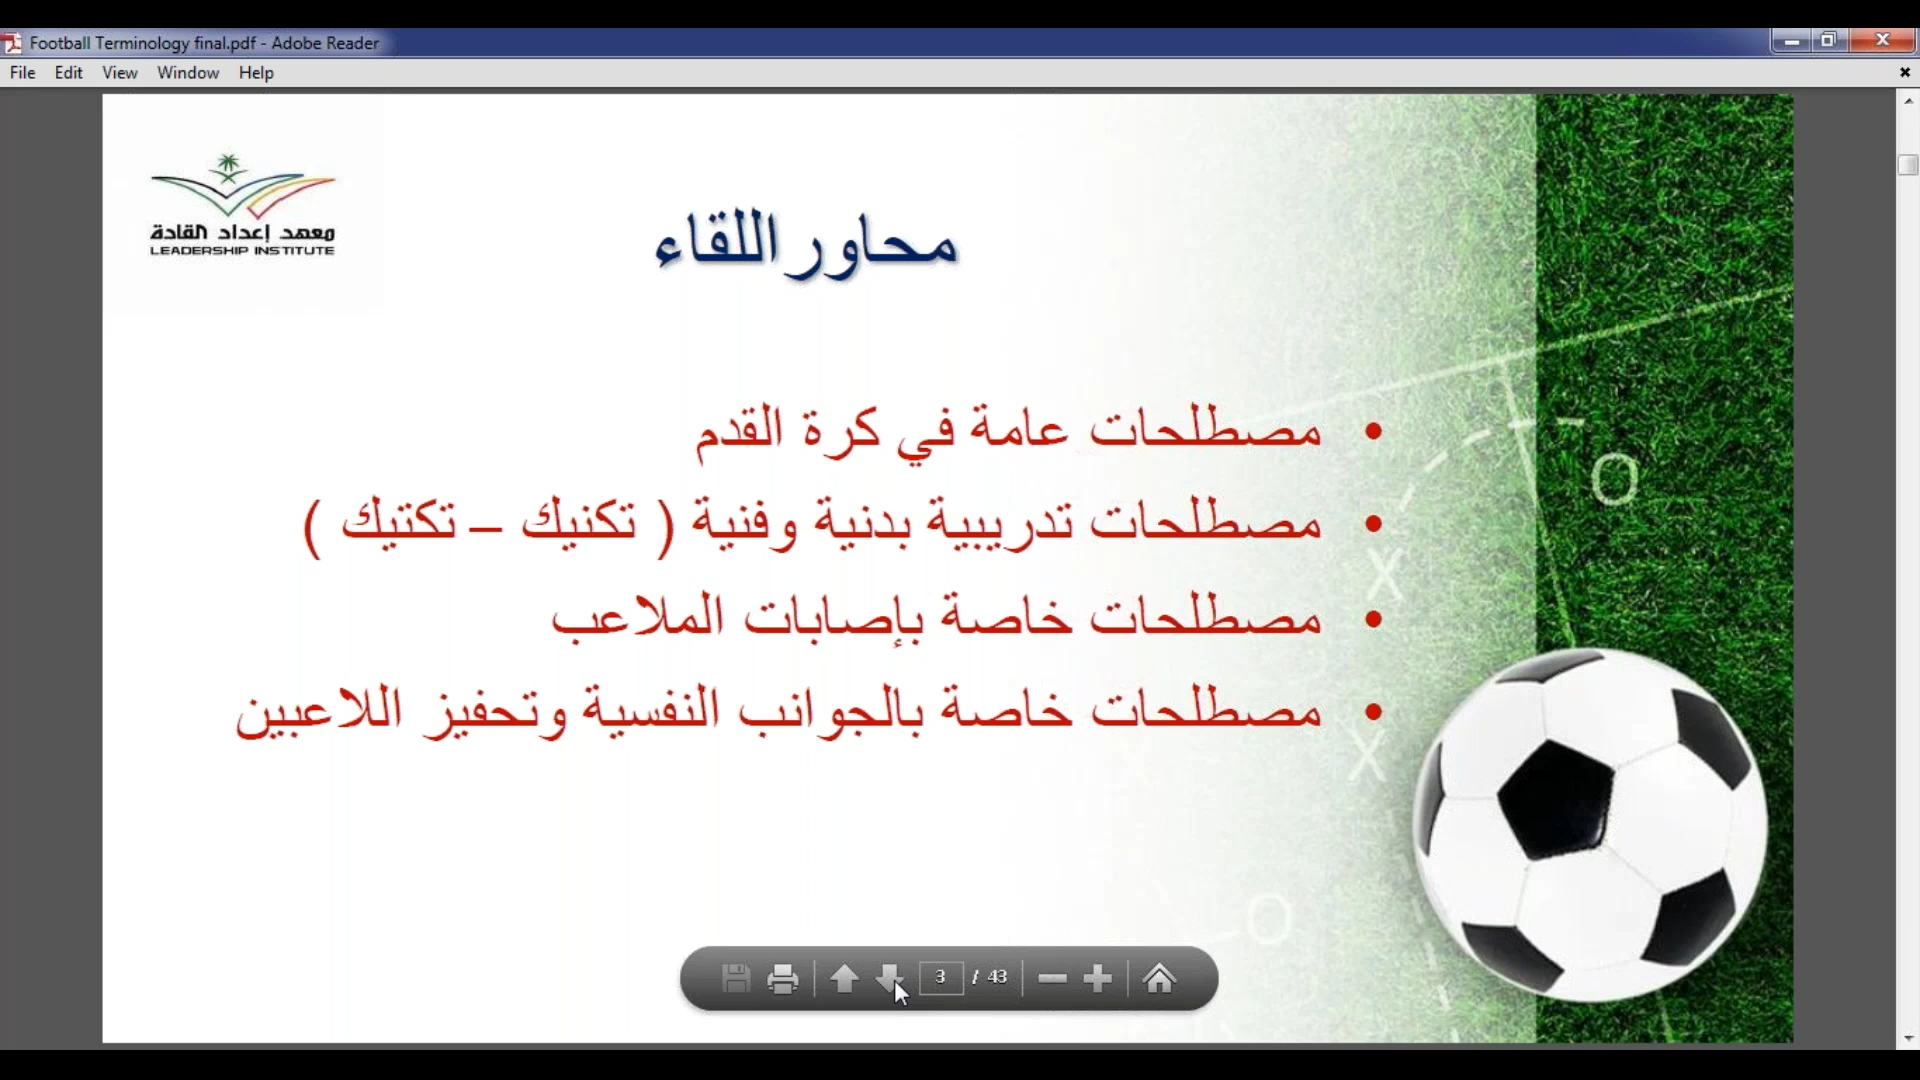 Football Terminology final.pdf - Adobe Reader
File Edit View Window Help
معهد إعداد القادة
LEADERSHIP INSTITUTE
محاور اللقاء
• مصطلحات عامة في كرة القدم
• مصطلحات تدريبية بدنية وفنية ( تكنيك – تكتيك )
• مصطلحات خاصة بإصابات الملاعب
• مصطلحات خاصة بالجوانب النفسية وتحفيز اللاعبين
O
X
X
O
3 / 43